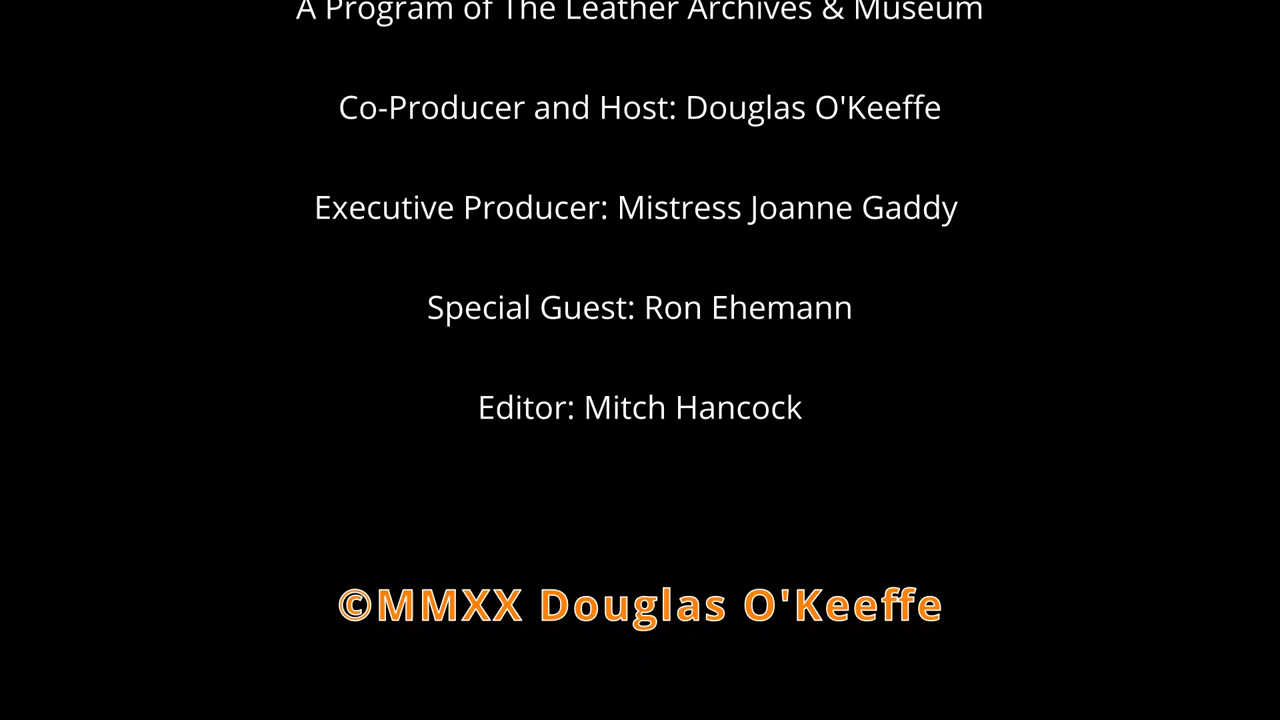 A Program of The Leather Archives & Museum
Co-Producer and Host: Douglas O'Keeffe
Executive Producer: Mistress Joanne Gaddy
Special Guest: Ron Ehemann
Editor: Mitch Hancock
©MMXX Douglas O'Keeffe